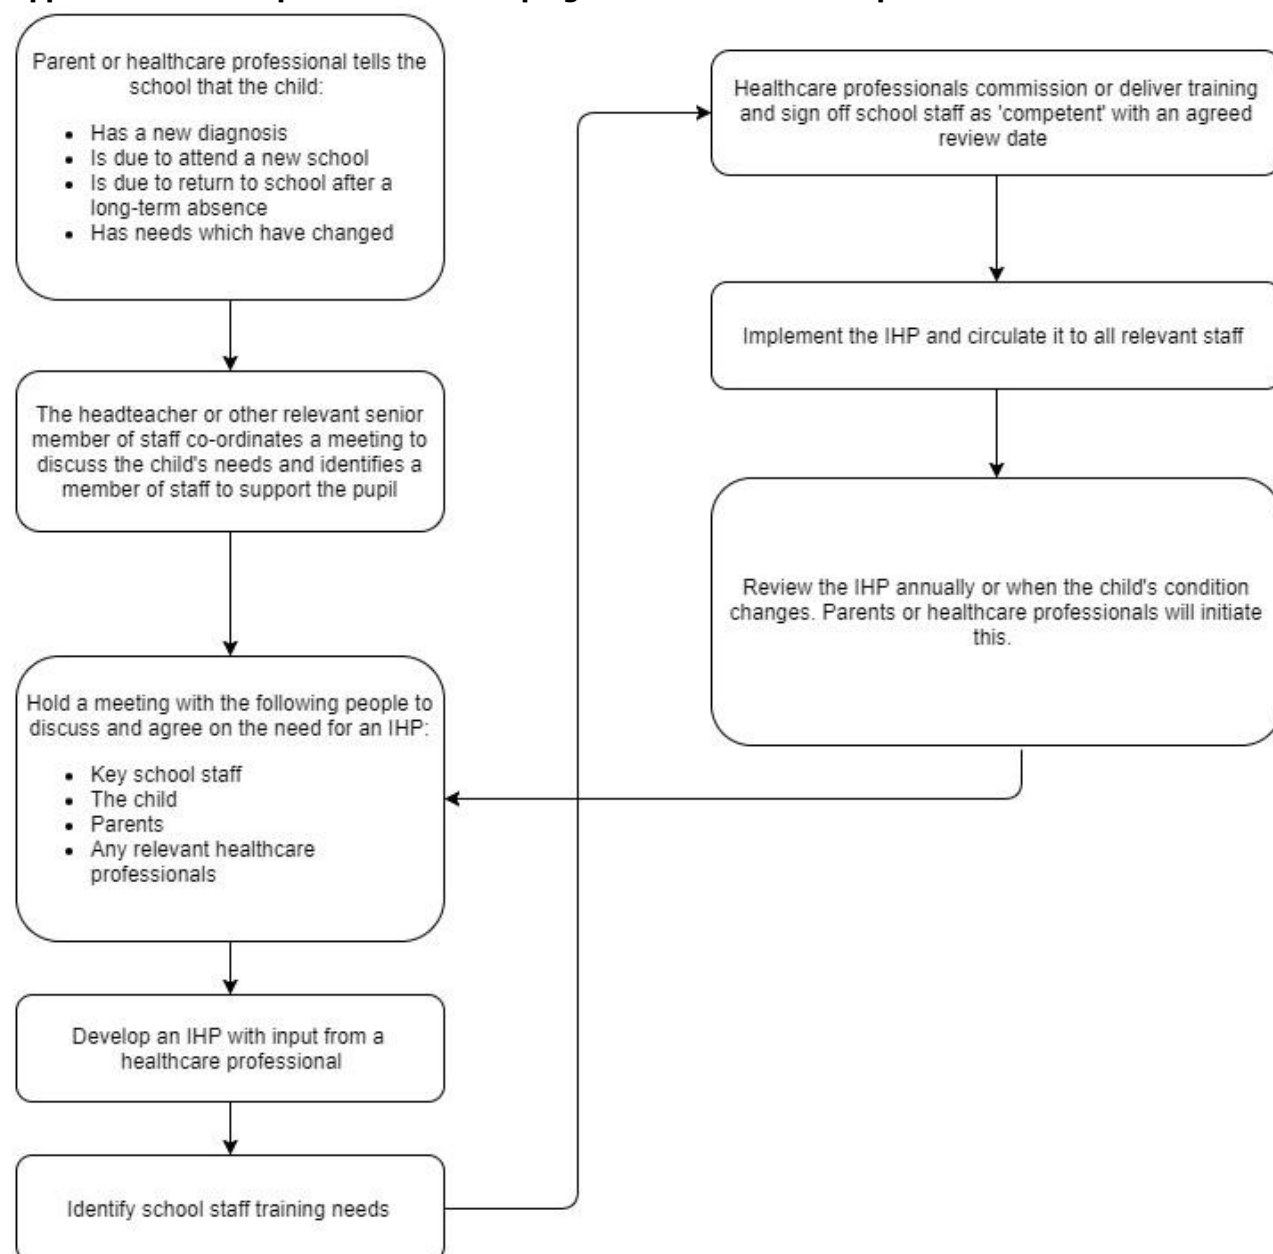 Parent or healthcare professional tells the
school that the child:
• Has a new diagnosis
• Is due to attend a new school
• Is due to return to school after a
long-term absence
• Has needs which have changed
The headteacher or other relevant senior
member of staff co-ordinates a meeting to
discuss the child's needs and identifies a
member of staff to support the pupil
Hold a meeting with the following people to
discuss and agree on the need for an IHP:
• Key school staff
• The child
• Parents
• Any relevant healthcare
professionals
Develop an IHP with input from a
healthcare professional
Identify school staff training needs
Healthcare professionals commission or deliver training
and sign off school staff as 'competent' with an agreed
review date
Implement the IHP and circulate it to all relevant staff
Review the IHP annually or when the child's condition
changes. Parents or healthcare professionals will initiate
this.